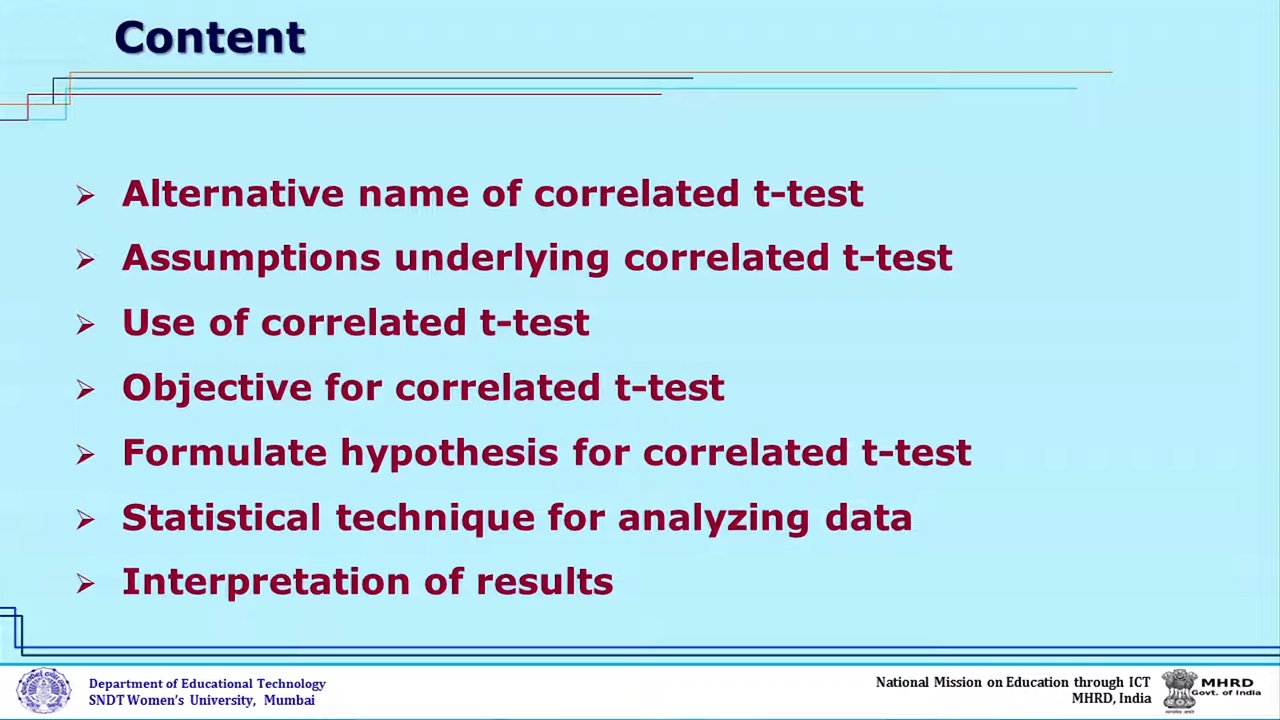 Content
Alternative name of correlated t-test
Assumptions underlying correlated t-test
Use of correlated t-test
Objective for correlated t-test
Formulate hypothesis for correlated t-test
Statistical technique for analyzing data
Interpretation of results
Department of Educational Technology
SNDT Women's University, Mumbai
National Mission on Education through ICT
MHRD, India
MHRD
Govt. of India